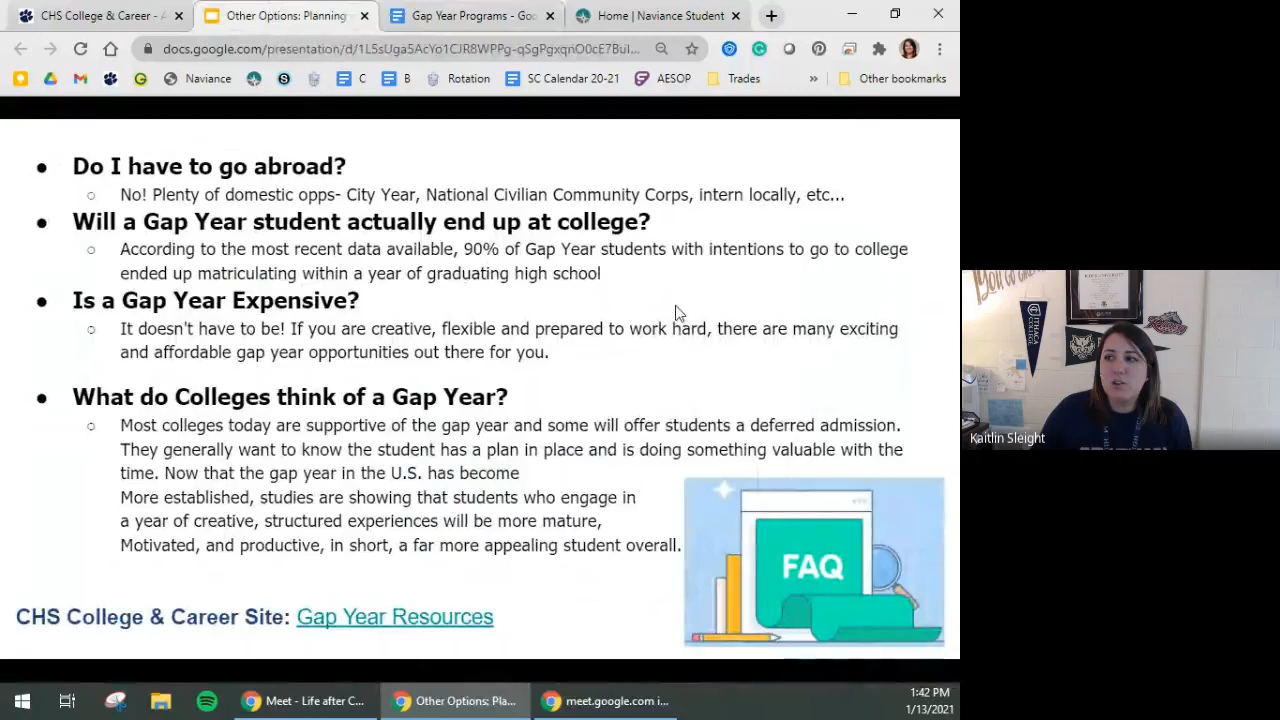 CHS College & Career - A
Other Options: Planning
Gap Year Programs - Goo
Home | Naviance Student
docs.google.com/presentation/d/1L5sUga5AcYo1CJR8WPPg-qSgPgxqnO0cE7BuI...
Naviance
C
B
Rotation
SC Calendar 20-21
AESOP
Trades
»
Other bookmarks
● Do I have to go abroad?
○ No! Plenty of domestic opps- City Year, National Civilian Community Corps, intern locally, etc...
● Will a Gap Year student actually end up at college?
○ According to the most recent data available, 90% of Gap Year students with intentions to go to college
ended up matriculating within a year of graduating high school
● Is a Gap Year Expensive?
○ It doesn't have to be! If you are creative, flexible and prepared to work hard, there are many exciting
and affordable gap year opportunities out there for you.
● What do Colleges think of a Gap Year?
○ Most colleges today are supportive of the gap year and some will offer students a deferred admission.
They generally want to know the student has a plan in place and is doing something valuable with the
time. Now that the gap year in the U.S. has become
More established, studies are showing that students who engage in
a year of creative, structured experiences will be more mature,
Motivated, and productive, in short, a far more appealing student overall.
FAQ
CHS College & Career Site: Gap Year Resources
ITHACA COLLEGE
Kaitlin Sleight
Meet - Life after C...
Other Options: Pla...
meet.google.com i...
1:42 PM
1/13/2021